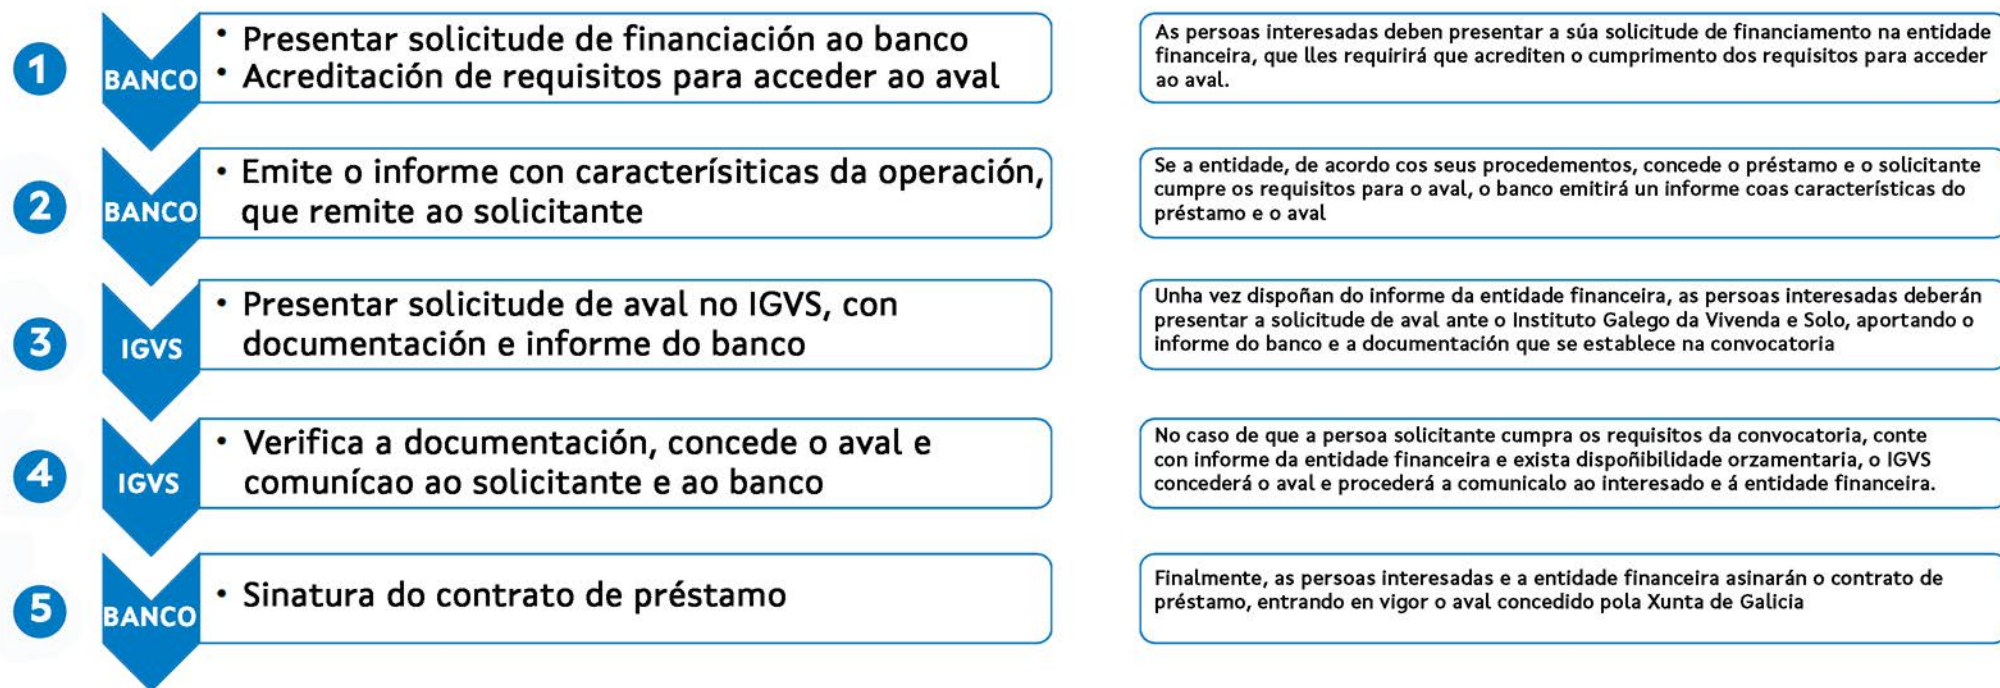 1
BANCO
• Presentar solicitude de financiación ao banco
• Acreditación de requisitos para acceder ao aval
As persoas interesadas deben presentar a súa solicitude de financiamento na entidade
financeira, que lles requirirá que acrediten o cumprimento dos requisitos para acceder
ao aval.
2
BANCO
• Emite o informe con caracterísiticas da operación,
que remite ao solicitante
Se a entidade, de acordo cos seus procedementos, concede o préstamo e o solicitante
cumpre os requisitos para o aval, o banco emitirá un informe coas características do
préstamo e o aval
3
IGVS
• Presentar solicitude de aval no IGVS, con
documentación e informe do banco
Unha vez dispoñan do informe da entidade financeira, as persoas interesadas deberán
presentar a solicitude de aval ante o Instituto Galego da Vivenda e Solo, aportando o
informe do banco e a documentación que se establece na convocatoria
4
IGVS
• Verifica a documentación, concede o aval e
comunícao ao solicitante e ao banco
No caso de que a persoa solicitante cumpra os requisitos da convocatoria, conte
con informe da entidade financeira e exista dispoñibilidade orzamentaria, o IGVS
concederá o aval e procederá a comunicalo ao interesado e á entidade financeira.
5
BANCO
• Sinatura do contrato de préstamo
Finalmente, as persoas interesadas e a entidade financeira asinarán o contrato de
préstamo, entrando en vigor o aval concedido pola Xunta de Galicia